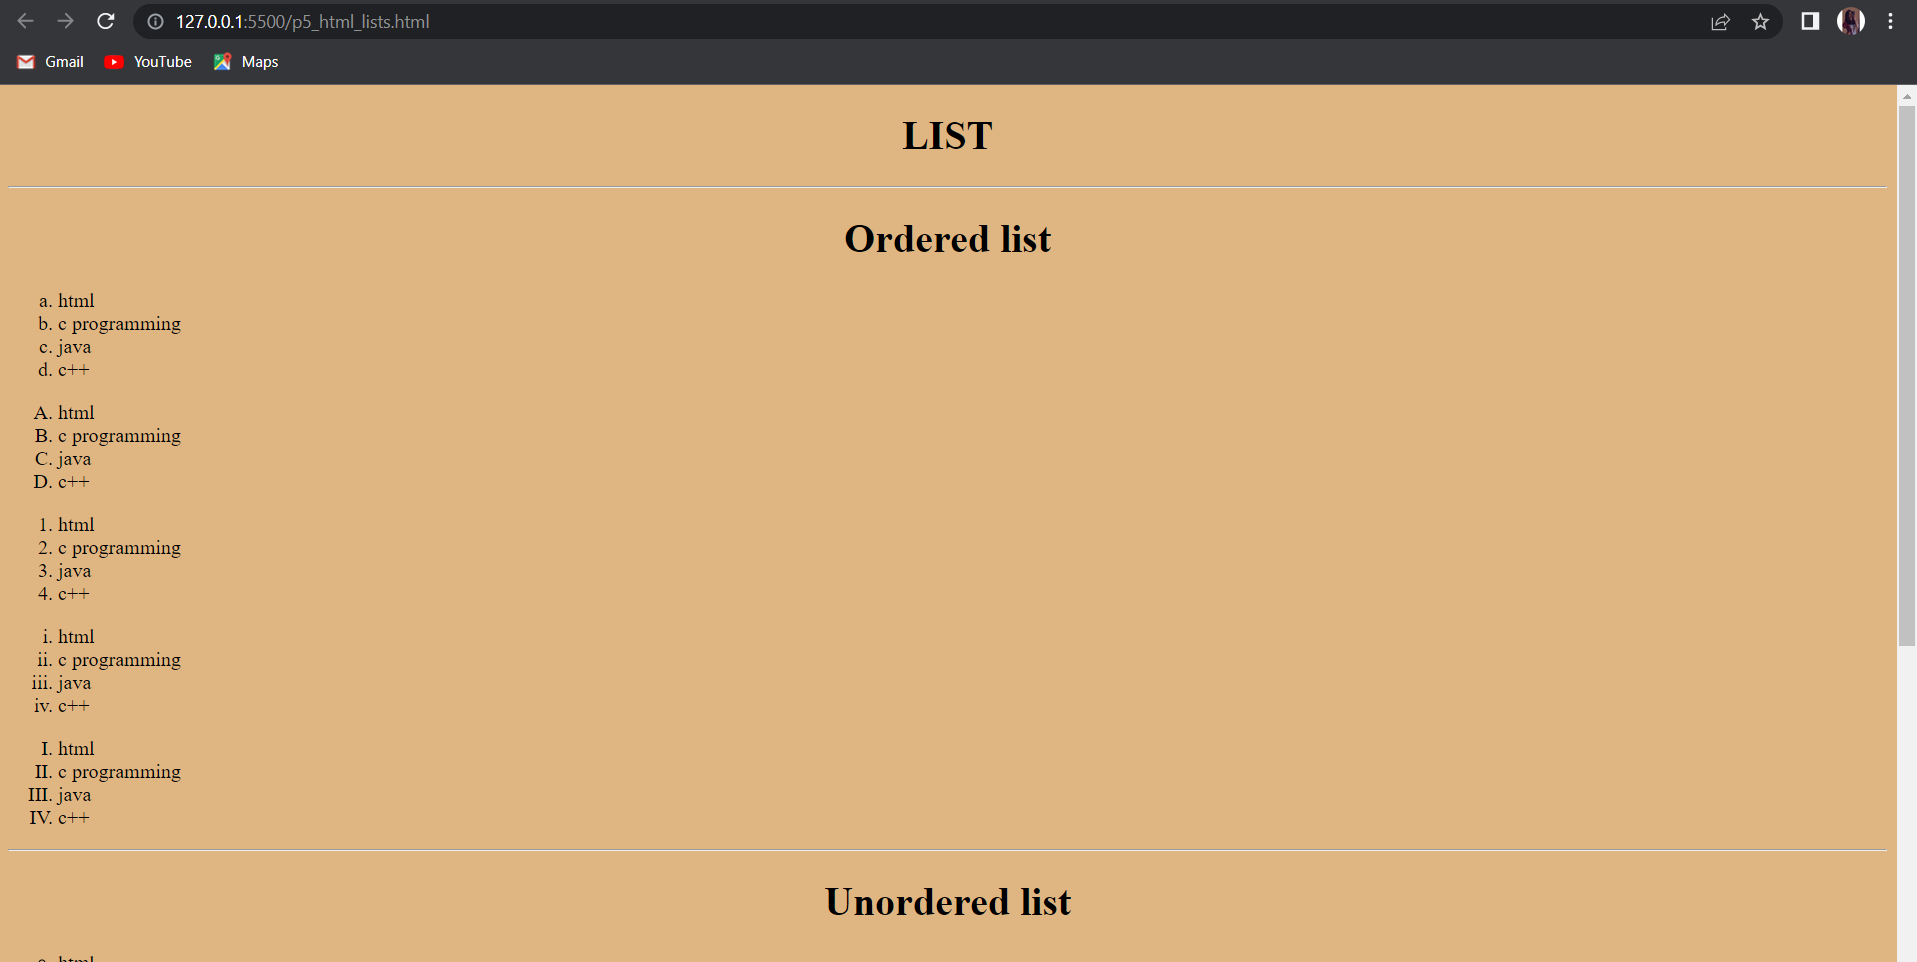 127.0.0.1:5500/p5_html_lists.html
Gmail YouTube Maps
LIST
Ordered list
a. html
b. c programming
c. java
d. c++
A. html
B. c programming
C. java
D. c++
1. html
2. c programming
3. java
4. c++
i. html
ii. c programming
iii. java
iv. c++
I. html
II. c programming
III. java
IV. c++
Unordered list
html